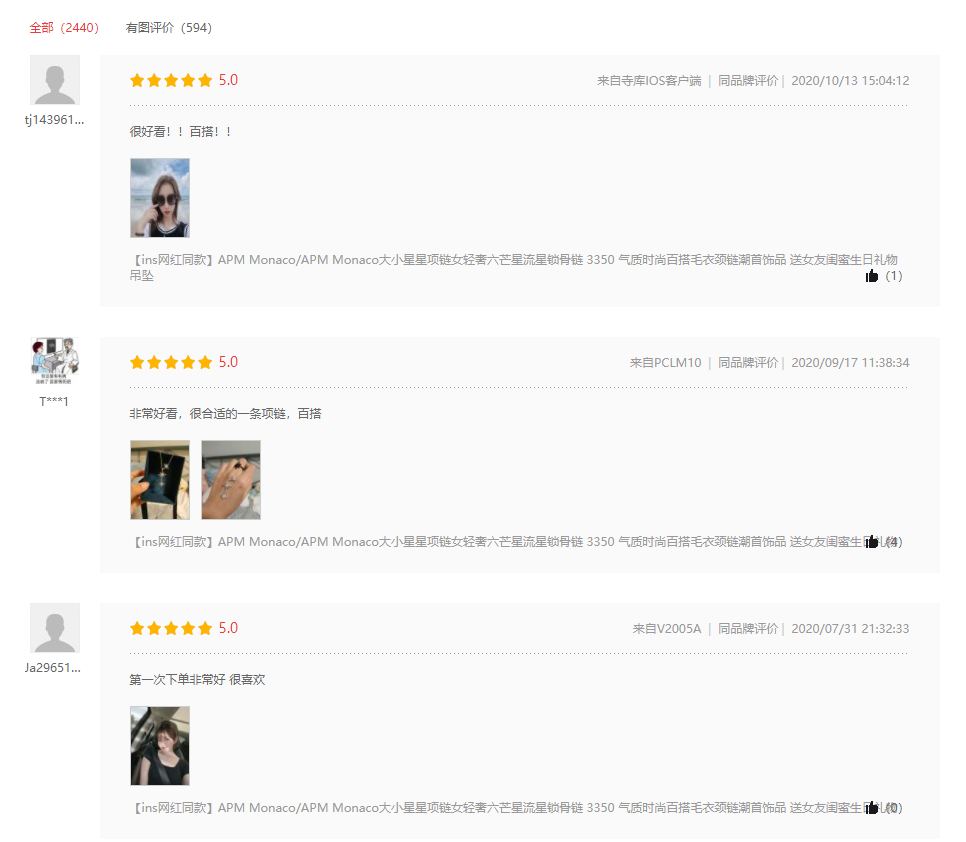 全部（2440） 有图评价（594）
5.0 来自寺库IOS客户端 | 同品牌评价 | 2020/10/13 15:04:12
tj143961...
很好看！！百搭！！
【ins网红同款】APM Monaco/APM Monaco大小星星项链女轻奢六芒星流星锁骨链 3350 气质时尚百搭毛衣颈链潮首饰品 送女友闺蜜生日礼物
吊坠 (1)
5.0 来自PCLM10 | 同品牌评价 | 2020/09/17 11:38:34
T***1
非常好看，很合适的一条项链，百搭
【ins网红同款】APM Monaco/APM Monaco大小星星项链女轻奢六芒星流星锁骨链 3350 气质时尚百搭毛衣颈链潮首饰品 送女友闺蜜生日礼物 (4)
5.0 来自V2005A | 同品牌评价 | 2020/07/31 21:32:33
Ja29651...
第一次下单非常好 很喜欢
【ins网红同款】APM Monaco/APM Monaco大小星星项链女轻奢六芒星流星锁骨链 3350 气质时尚百搭毛衣颈链潮首饰品 送女友闺蜜生日礼物 (0)